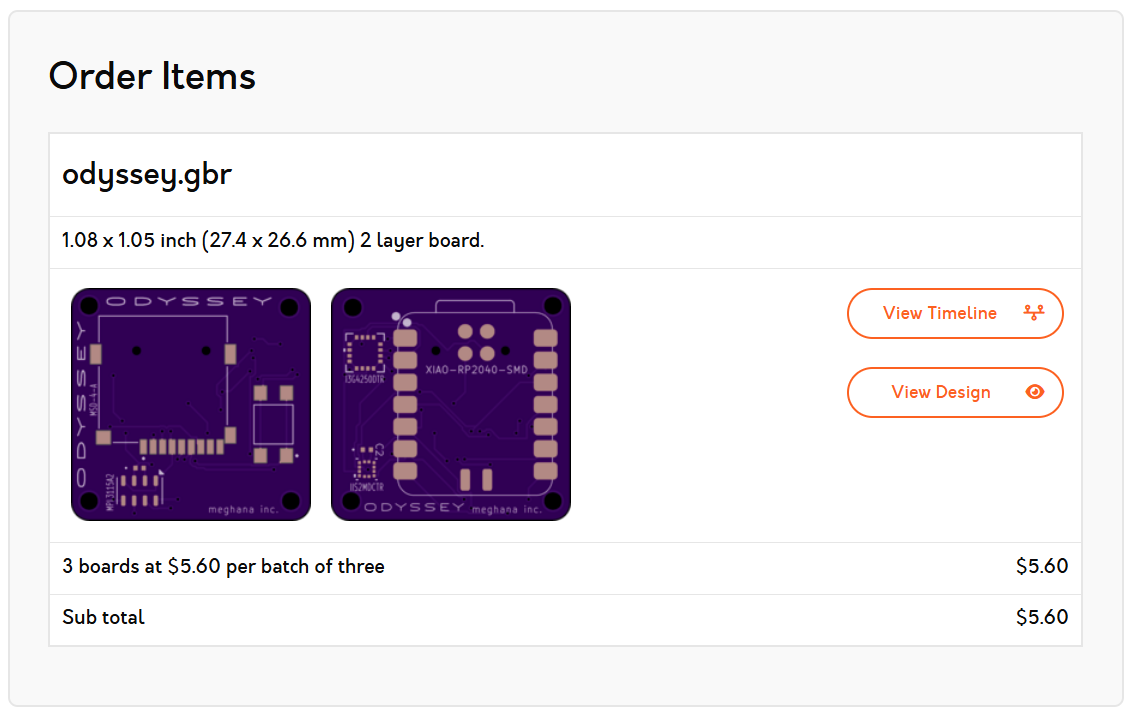 Order Items
odyssey.gbr
1.08 x 1.05 inch (27.4 x 26.6 mm) 2 layer board.
ODYSSEY
ODYSSEY
MSD-4-A
MPL3115A2
meghana inc.
I3G4250DTR
XIAO-RP2040-SMD
C2
IIS2MDCTR
ODYSSEY meghana inc.
View Timeline
View Design
3 boards at $5.60 per batch of three $5.60
Sub total $5.60